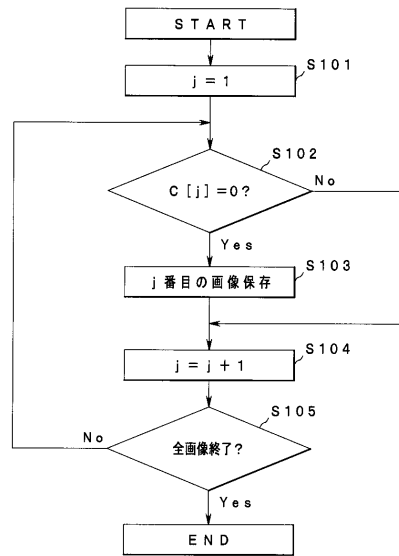 START
S101
j = 1
S102
C [j] = 0?
No
Yes
S103
j 番目の画像保存
S104
j = j + 1
S105
No
全画像終了?
Yes
END